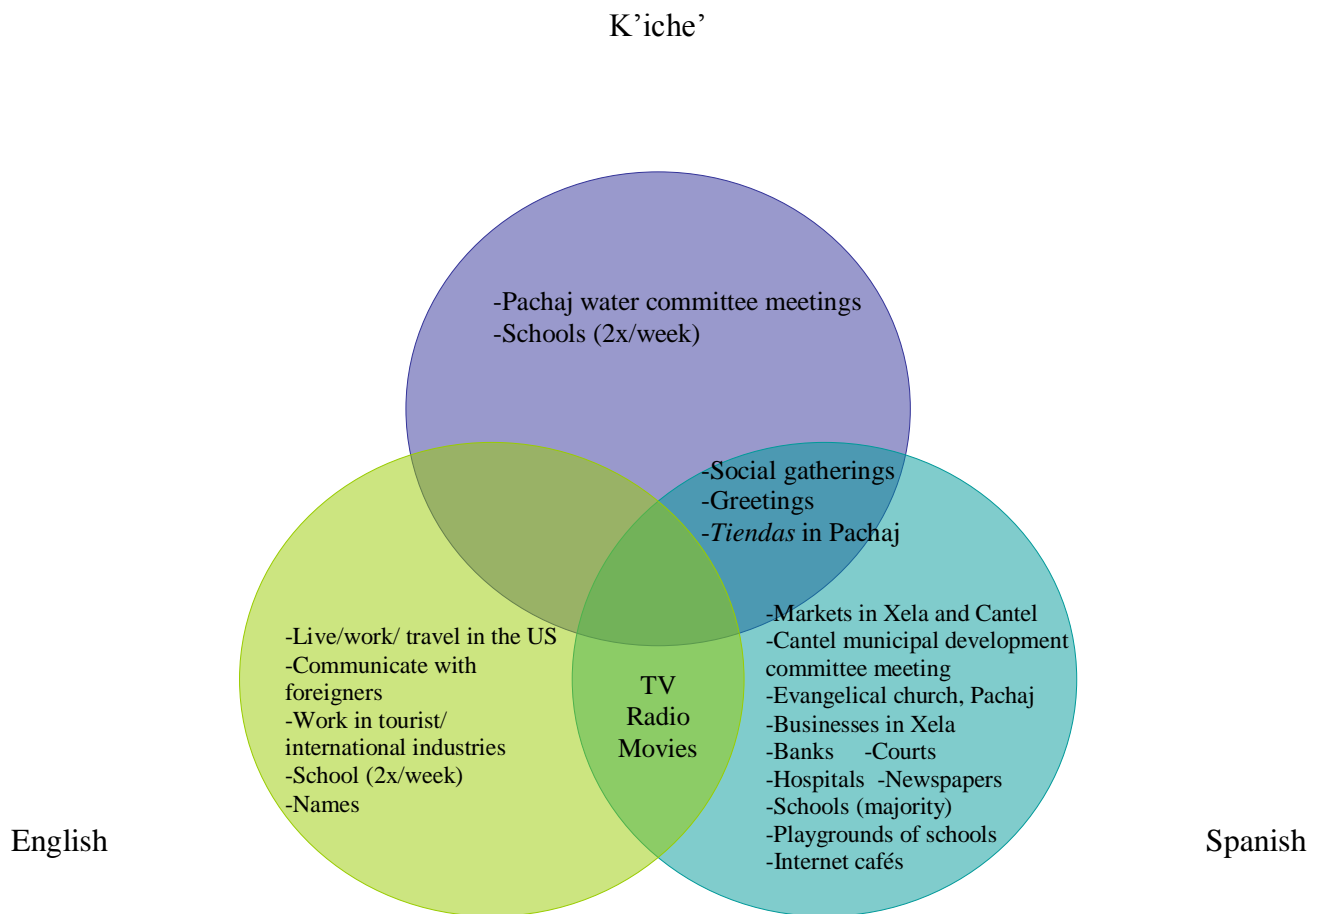 K’iche’
-Pachaj water committee meetings
-Schools (2x/week)
-Social gatherings
-Greetings
-Tiendas in Pachaj
-Live/work/ travel in the US
-Communicate with
foreigners
-Work in tourist/
international industries
-School (2x/week)
-Names
TV
Radio
Movies
-Markets in Xela and Cantel
-Cantel municipal development
committee meeting
-Evangelical church, Pachaj
-Businesses in Xela
-Banks -Courts
-Hospitals -Newspapers
-Schools (majority)
-Playgrounds of schools
-Internet cafés
English
Spanish